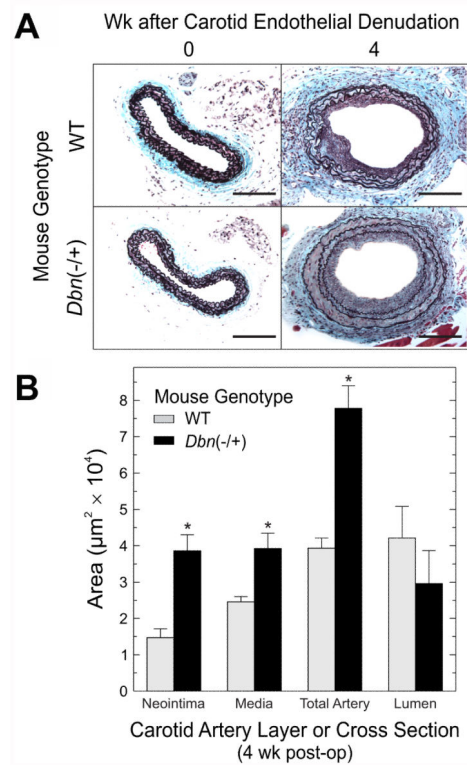 A
Wk after Carotid Endothelial Denudation
0 4
Mouse Genotype
WT
Dbn(-/+)
B
Mouse Genotype
WT
Dbn(-/+)
Area (µm² × 10⁴)
8
7
6
5
4
3
2
1
0
*
*
*
Neointima Media Total Artery Lumen
Carotid Artery Layer or Cross Section
(4 wk post-op)